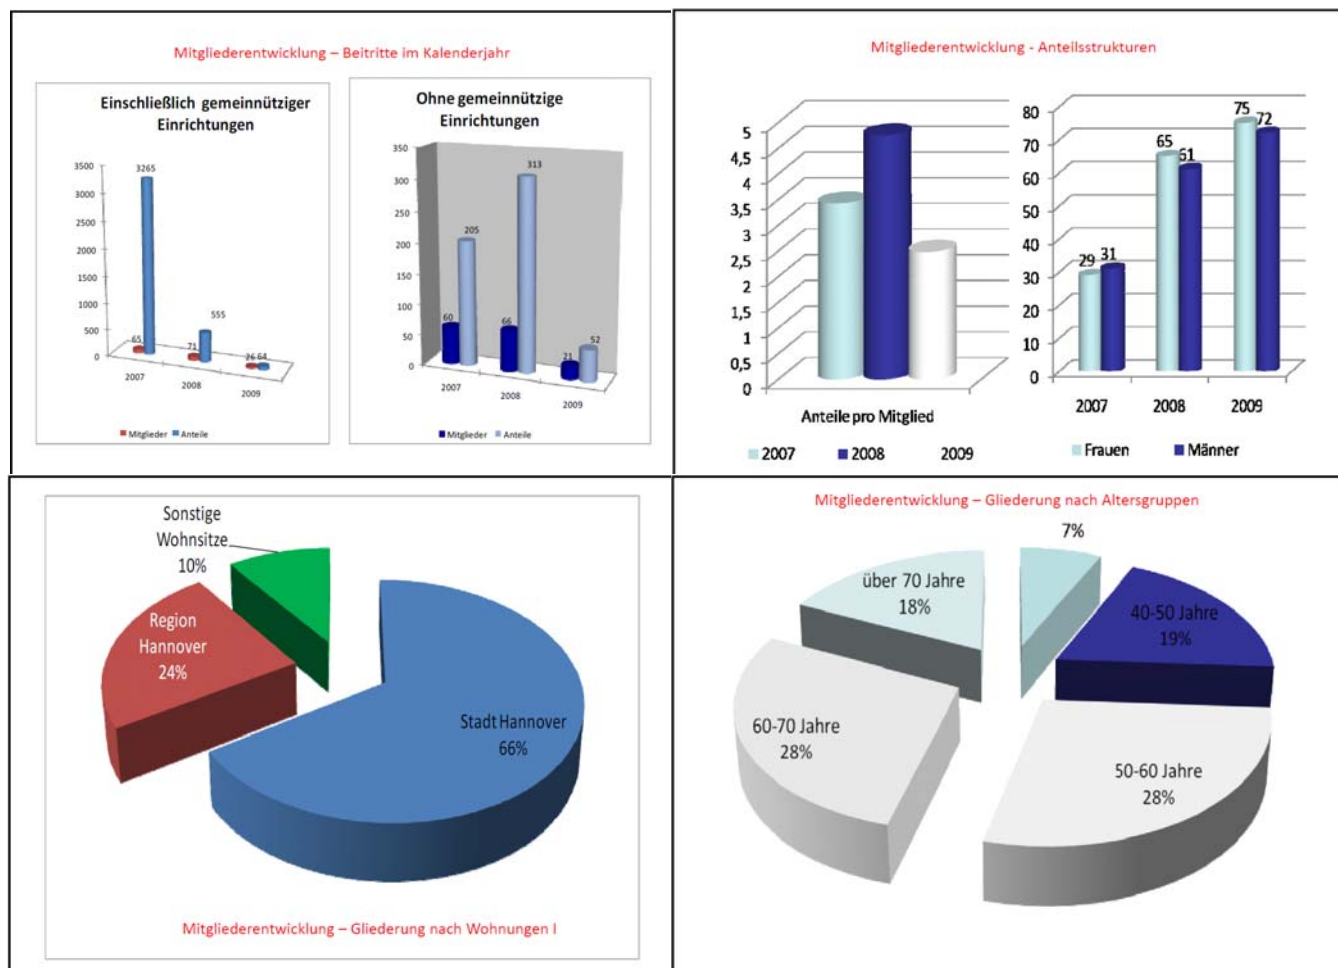 Mitgliederentwicklung – Beitritte im Kalenderjahr
Einschließlich gemeinnütziger
Einrichtungen
3500
3000
2500
2000
1500
1000
500
0
3265
65
555
71
26 64
2007
2008
2009
Mitglieder Anteile
Ohne gemeinnützige
Einrichtungen
350
300
250
200
150
100
50
0
60
205
66
313
21
52
2007
2008
2009
Mitglieder Anteile
Mitgliederentwicklung - Anteilsstrukturen
5
4,5
4
3,5
3
2,5
2
1,5
1
0,5
0
Anteile pro Mitglied
2007 2008 2009
80
70
60
50
40
30
20
10
0
29 31
65 61
75 72
2007 2008 2009
Frauen Männer
Sonstige
Wohnsitze
10%
Region
Hannover
24%
Stadt Hannover
66%
Mitgliederentwicklung – Gliederung nach Wohnungen I
Mitgliederentwicklung – Gliederung nach Altersgruppen
7%
über 70 Jahre
18%
40-50 Jahre
19%
60-70 Jahre
28%
50-60 Jahre
28%